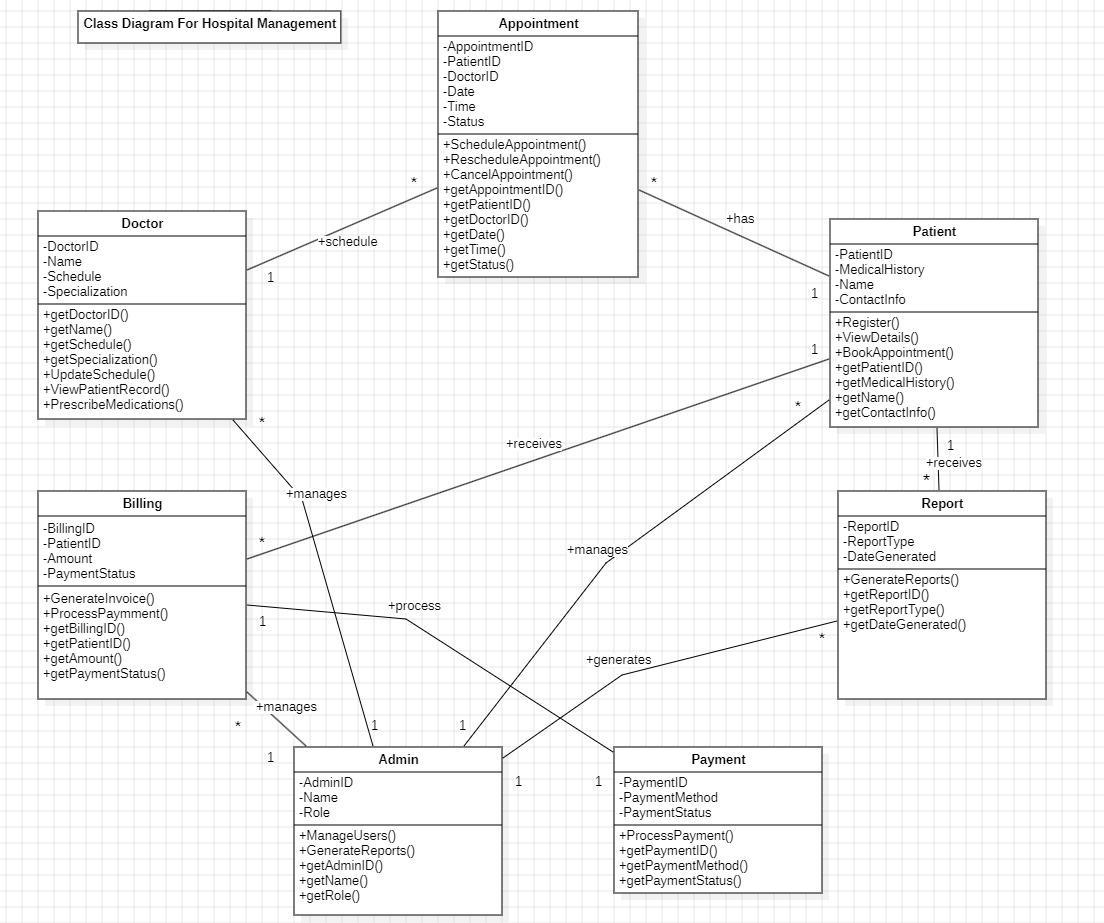 Class Diagram For Hospital Management
Appointment
-AppointmentID
-PatientID
-DoctorID
-Date
-Time
-Status
+ScheduleAppointment()
+RescheduleAppointment()
+CancelAppointment()
+getAppointmentID()
+getPatientID()
+getDoctorID()
+getDate()
+getTime()
+getStatus()
*
+schedule
1
*
+has
1
Doctor
-DoctorID
-Name
-Schedule
-Specialization
+getDoctorID()
+getName()
+getSchedule()
+getSpecialization()
+UpdateSchedule()
+ViewPatientRecord()
+PrescribeMedications()
Patient
-PatientID
-MedicalHistory
-Name
-ContactInfo
+Register()
+ViewDetails()
+BookAppointment()
+getPatientID()
+getMedicalHistory()
+getName()
+getContactInfo()
1
+receives
*
*
+manages
1
*
+manages
1
1
+receives
*
Billing
-BillingID
-PatientID
-Amount
-PaymentStatus
+GenerateInvoice()
+ProcessPaymment()
+getBillingID()
+getPatientID()
+getAmount()
+getPaymentStatus()
Report
-ReportID
-ReportType
-DateGenerated
+GenerateReports()
+getReportID()
+getReportType()
+getDateGenerated()
1
+process
1
*
+generates
1
+manages
*
1
Admin
-AdminID
-Name
-Role
+ManageUsers()
+GenerateReports()
+getAdminID()
+getName()
+getRole()
Payment
-PaymentID
-PaymentMethod
-PaymentStatus
+ProcessPayment()
+getPaymentID()
+getPaymentMethod()
+getPaymentStatus()